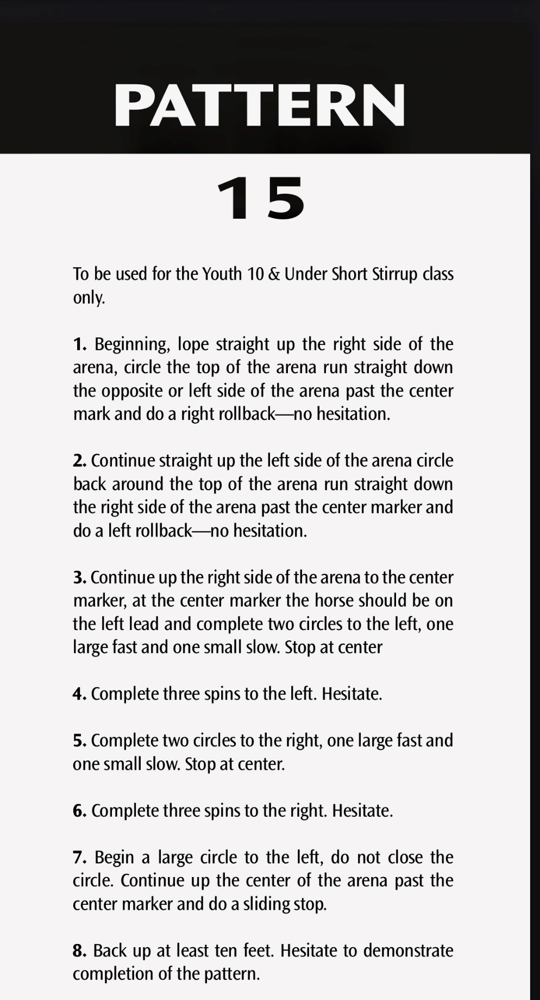 PATTERN
15
To be used for the Youth 10 & Under Short Stirrup class
only.
1. Beginning, lope straight up the right side of the
arena, circle the top of the arena run straight down
the opposite or left side of the arena past the center
mark and do a right rollback—no hesitation.
2. Continue straight up the left side of the arena circle
back around the top of the arena run straight down
the right side of the arena past the center marker and
do a left rollback—no hesitation.
3. Continue up the right side of the arena to the center
marker, at the center marker the horse should be on
the left lead and complete two circles to the left, one
large fast and one small slow. Stop at center
4. Complete three spins to the left. Hesitate.
5. Complete two circles to the right, one large fast and
one small slow. Stop at center.
6. Complete three spins to the right. Hesitate.
7. Begin a large circle to the left, do not close the
circle. Continue up the center of the arena past the
center marker and do a sliding stop.
8. Back up at least ten feet. Hesitate to demonstrate
completion of the pattern.